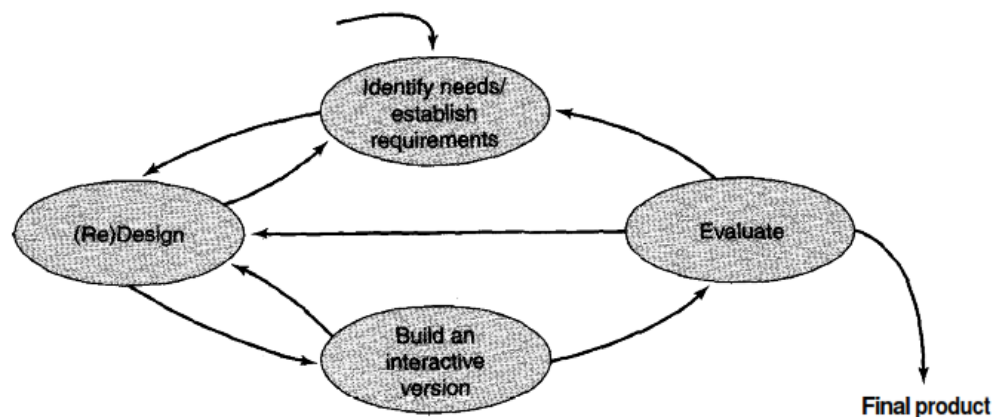 Identify needs/
establish
requirements
(Re)Design
Evaluate
Build an
interactive
version
Final product